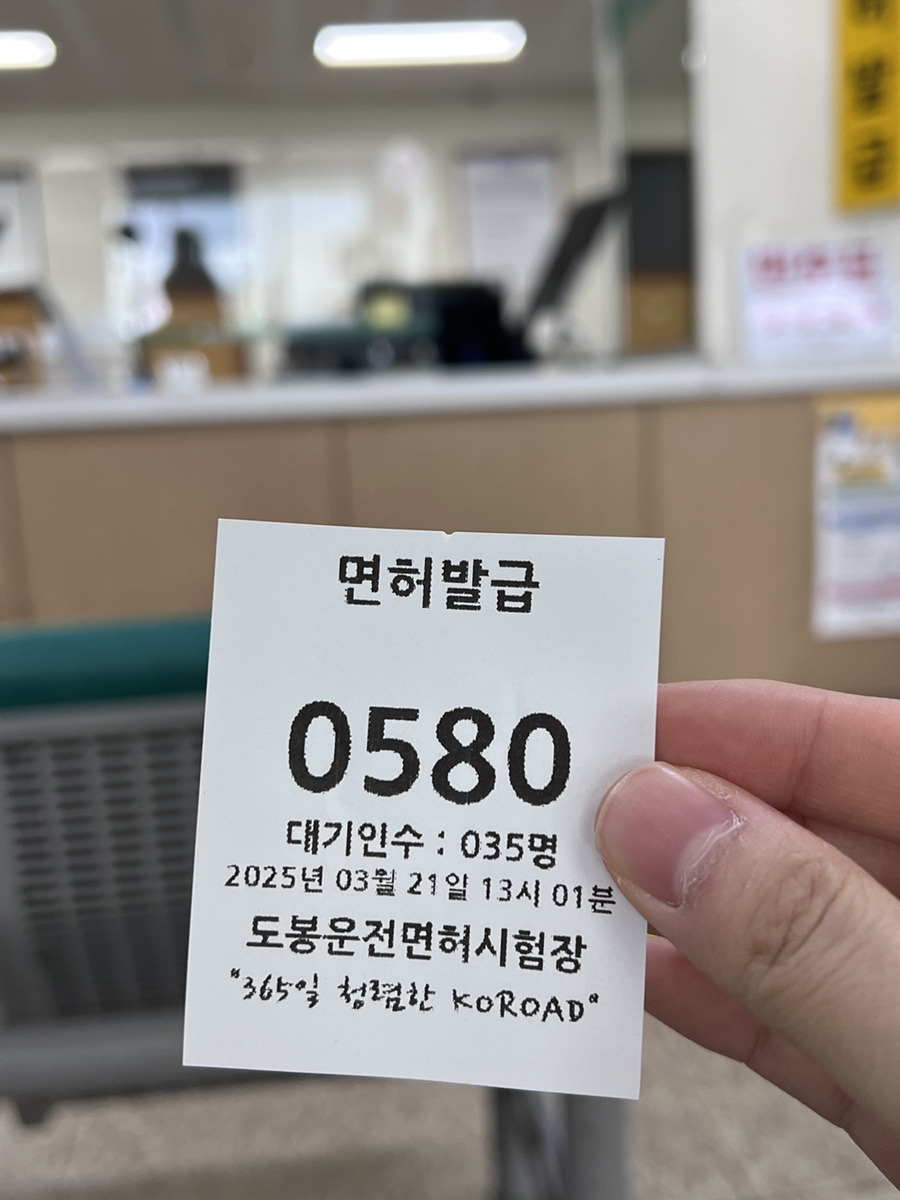 면허발급
0580
대기인수 : 035명
2025년 03월 21일 13시 01분
도봉운전면허시험장
"365일 청렴한 KOROAD"
발급